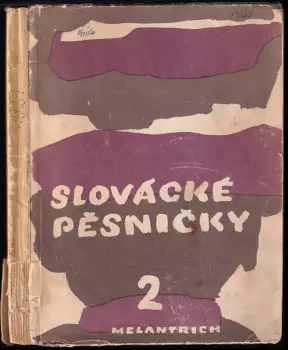 SLOVÁCKÉ
PĚSNIČKY
2
MELANTRICH